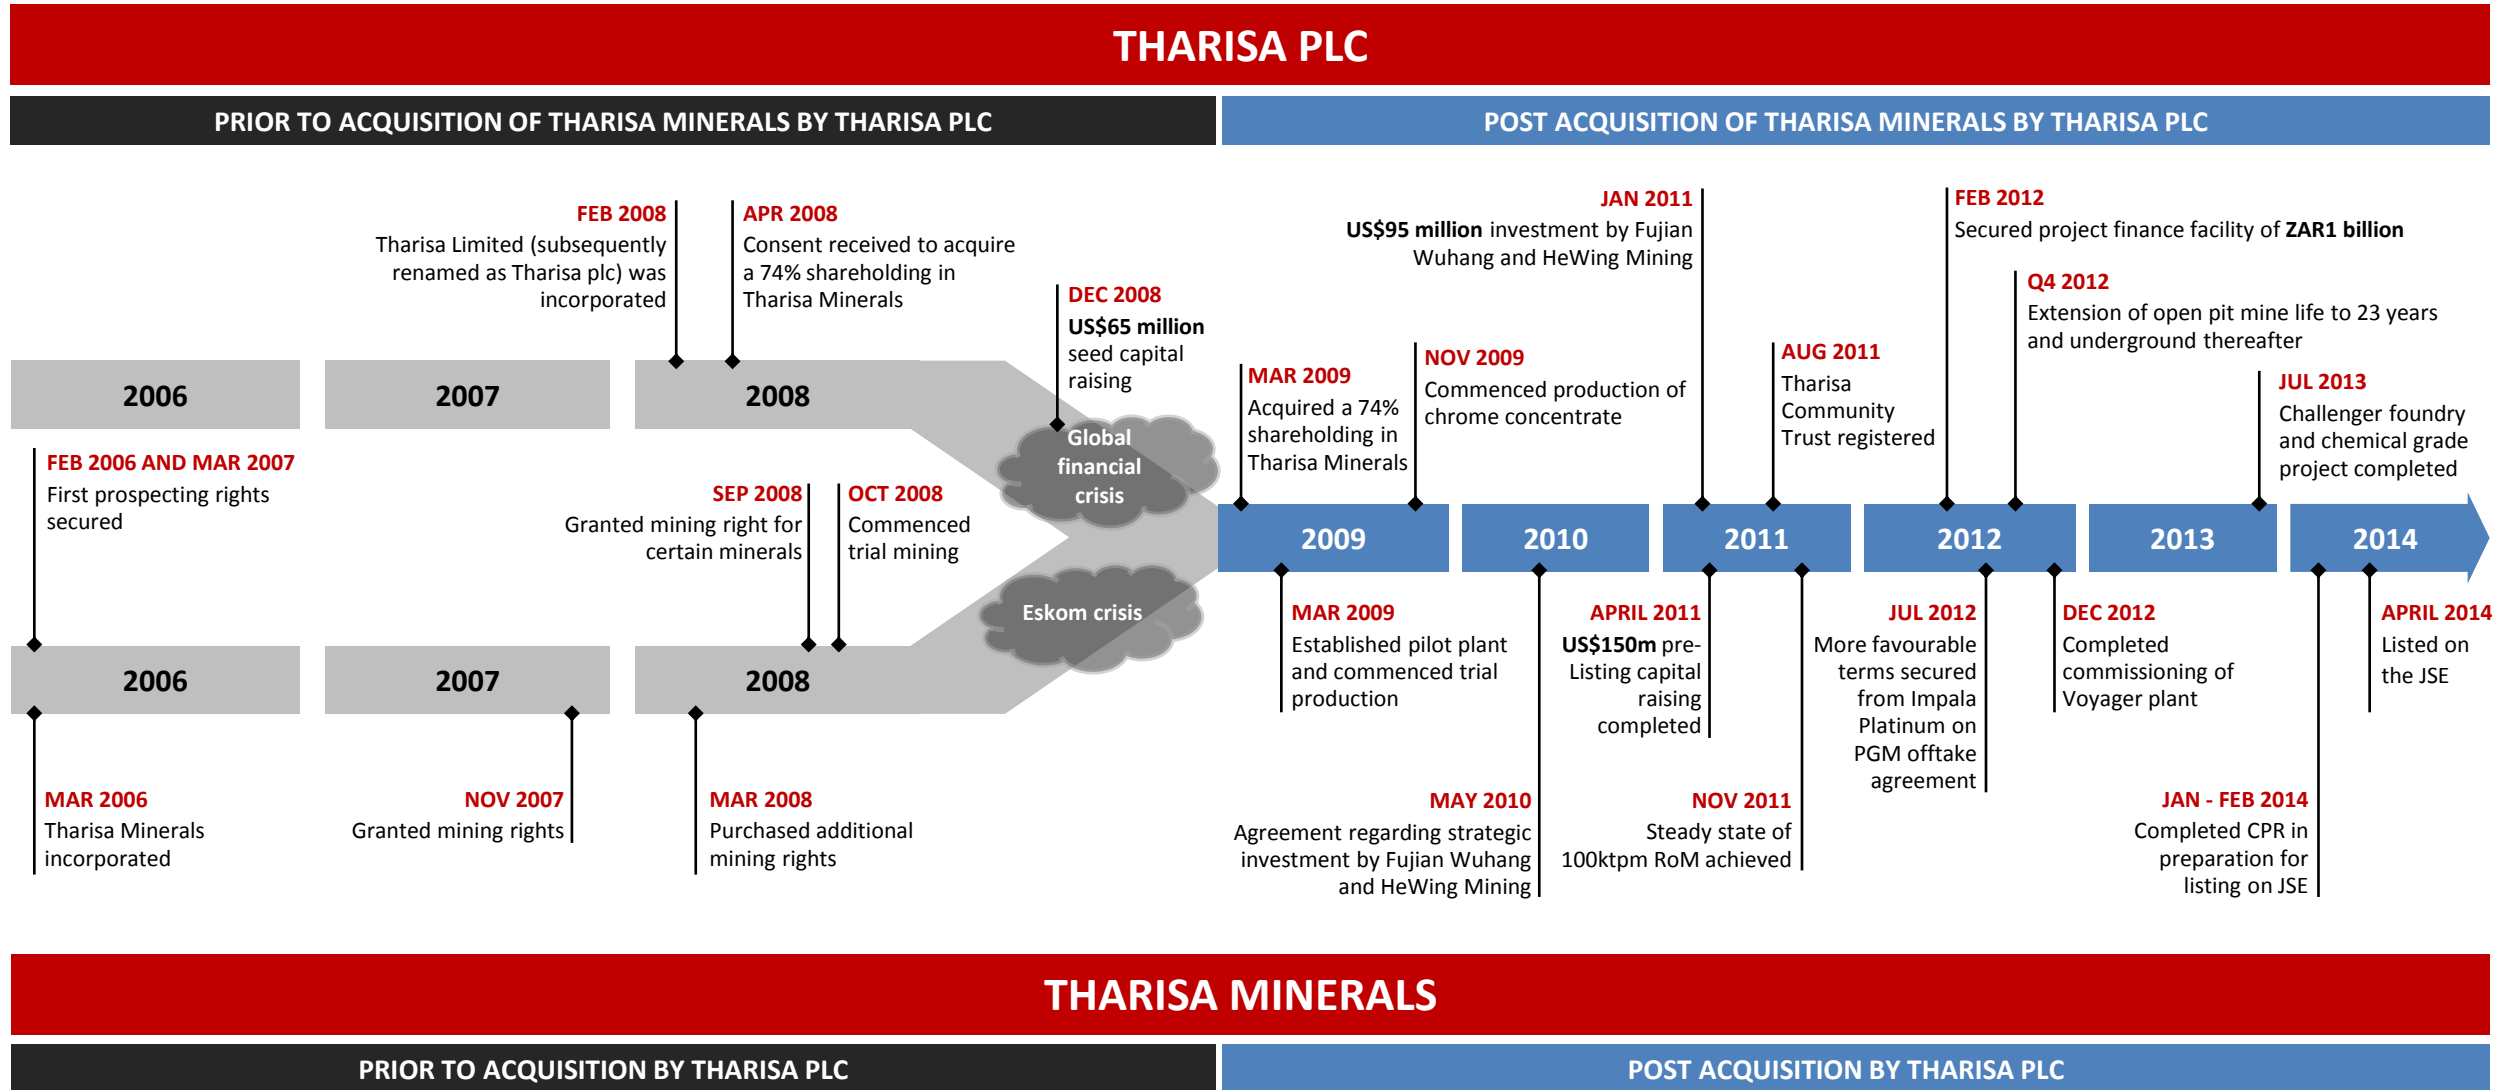 THARISA PLC
PRIOR TO ACQUISITION OF THARISA MINERALS BY THARISA PLC
POST ACQUISITION OF THARISA MINERALS BY THARISA PLC
FEB 2008
Tharisa Limited (subsequently
renamed as Tharisa plc) was
incorporated
APR 2008
Consent received to acquire
a 74% shareholding in
Tharisa Minerals
DEC 2008
US$65 million
seed capital
raising
MAR 2009
Acquired a 74%
shareholding in
Tharisa Minerals
NOV 2009
Commenced production of
chrome concentrate
JAN 2011
US$95 million investment by Fujian
Wuhang and HeWing Mining
AUG 2011
Tharisa
Community
Trust registered
FEB 2012
Secured project finance facility of ZAR1 billion
Q4 2012
Extension of open pit mine life to 23 years
and underground thereafter
JUL 2013
Challenger foundry
and chemical grade
project completed
2006
2007
2008
Global
financial
crisis
FEB 2006 AND MAR 2007
First prospecting rights
secured
SEP 2008
Granted mining right for
certain minerals
OCT 2008
Commenced
trial mining
2009
2010
2011
2012
2013
2014
Eskom crisis
2006
2007
2008
MAR 2006
Tharisa Minerals
incorporated
NOV 2007
Granted mining rights
MAR 2008
Purchased additional
mining rights
MAR 2009
Established pilot plant
and commenced trial
production
MAY 2010
Agreement regarding strategic
investment by Fujian Wuhang
and HeWing Mining
APRIL 2011
US$150m pre-
Listing capital
raising
completed
NOV 2011
Steady state of
100ktpm RoM achieved
JUL 2012
More favourable
terms secured
from Impala
Platinum on
PGM offtake
agreement
DEC 2012
Completed
commissioning of
Voyager plant
JAN - FEB 2014
Completed CPR in
preparation for
listing on JSE
APRIL 2014
Listed on
the JSE
THARISA MINERALS
PRIOR TO ACQUISITION BY THARISA PLC
POST ACQUISITION BY THARISA PLC